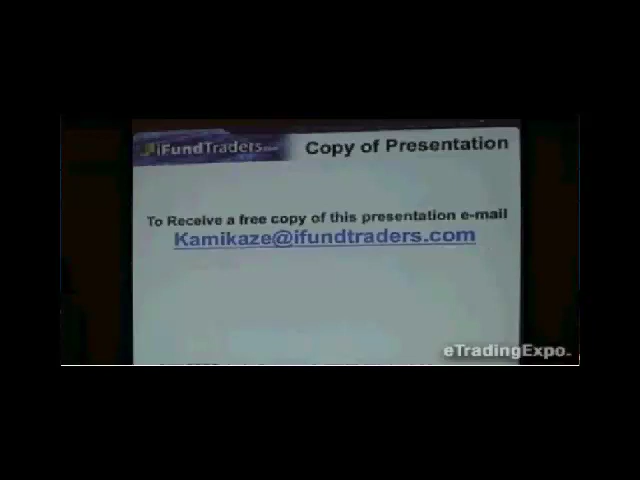 iFundTraders.com
Copy of Presentation
To Receive a free copy of this presentation e-mail
Kamikaze@ifundtraders.com
eTradingExpo.